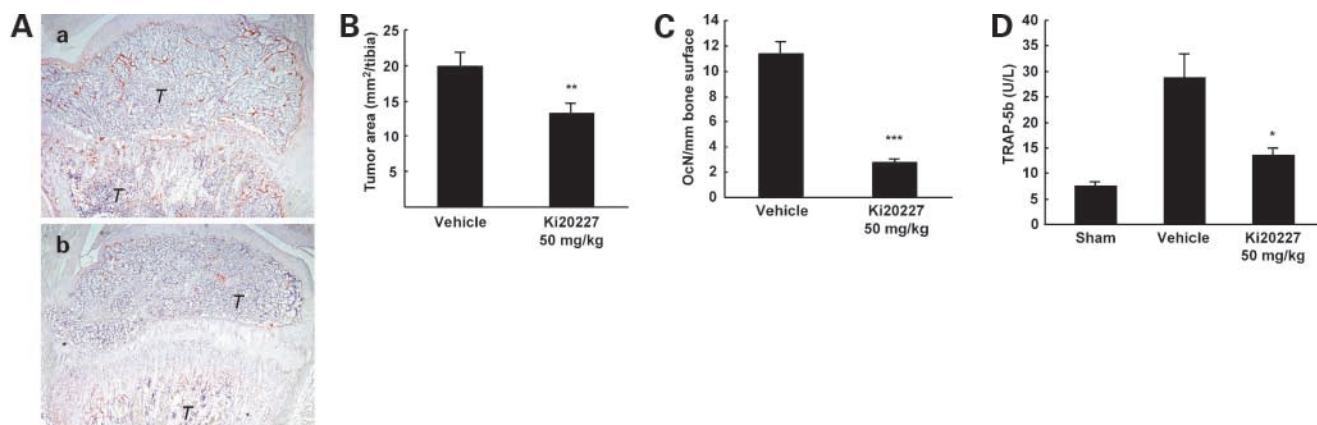 A
a
T
T
b
T
T
B
Tumor area (mm²/tibia)
25
20
15
10
5
**
Vehicle
Ki20227
50 mg/kg
C
OcN/mm bone surface
14
12
10
8
6
4
2
0
***
Vehicle
Ki20227
50 mg/kg
D
TRAP-5b (U/L)
40
35
30
25
20
15
10
5
0
*
Sham
Vehicle
Ki20227
50 mg/kg